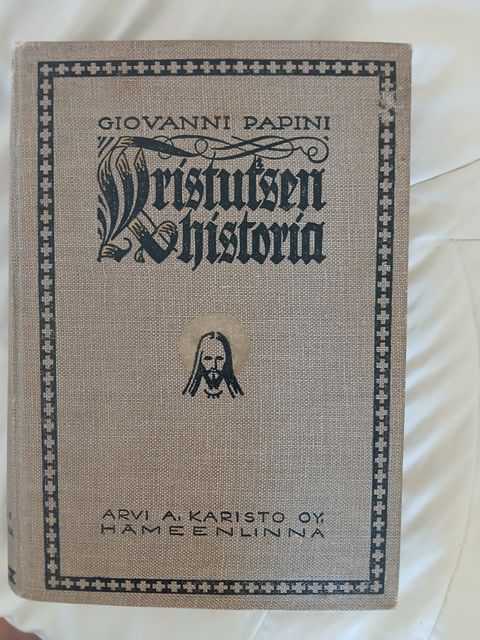 GIOVANNI PAPINI
Kristuksen
historia
ARVI A. KARISTO OY.
HÄMEENLINNA